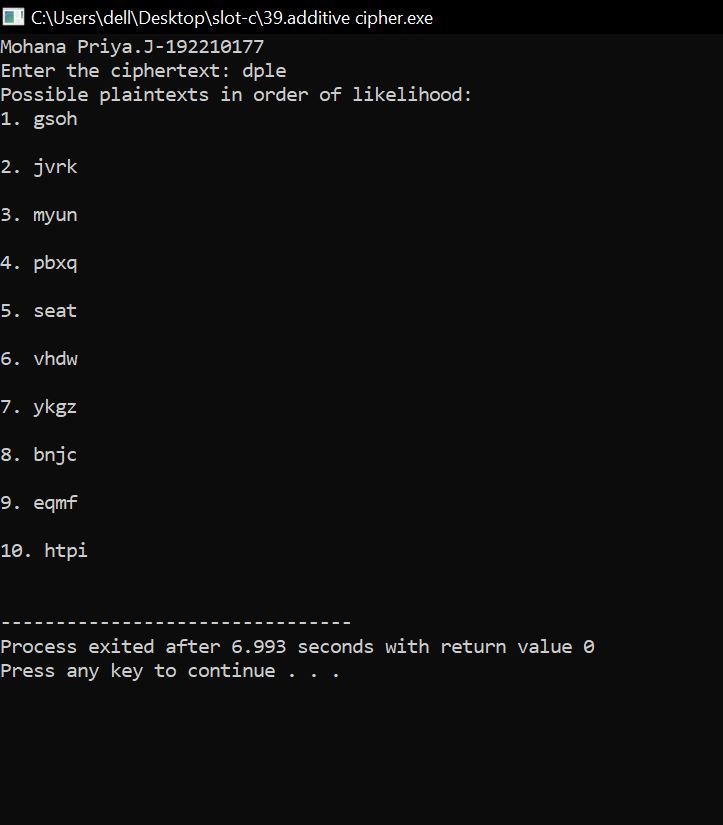 C:\Users\dell\Desktop\slot-c\39.additive cipher.exe
Mohana Priya.J-192210177
Enter the ciphertext: dple
Possible plaintexts in order of likelihood:
1. gsoh
2. jvrk
3. myun
4. pbxq
5. seat
6. vhdw
7. ykgz
8. bnjc
9. eqmf
10. htpi
--------------------------------
Process exited after 6.993 seconds with return value 0
Press any key to continue . . .